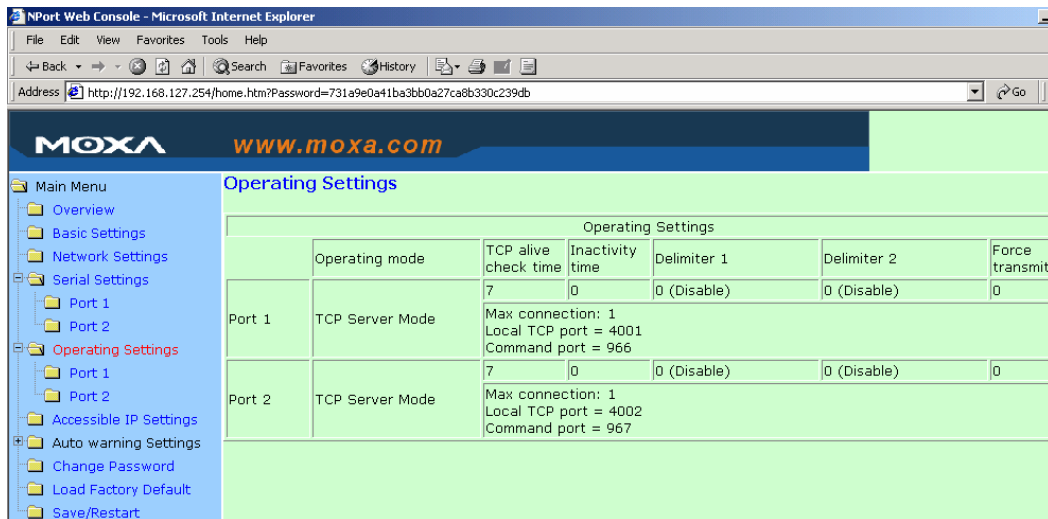 NPort Web Console - Microsoft Internet Explorer
File Edit View Favorites Tools Help
Back Search Favorites History
Address http://192.168.127.254/home.htm?Password=731a9e0a41ba3bb0a27ca8b330c239db Go
MOXA www.moxa.com
Main Menu
Overview
Basic Settings
Network Settings
Serial Settings
Port 1
Port 2
Operating Settings
Port 1
Port 2
Accessible IP Settings
Auto warning Settings
Change Password
Load Factory Default
Save/Restart
Operating Settings
Operating Settings
Operating mode TCP alive check time Inactivity time Delimiter 1 Delimiter 2 Force transmit
Port 1 TCP Server Mode 7 0 0 (Disable) 0 (Disable) 0
Max connection: 1
Local TCP port = 4001
Command port = 966
Port 2 TCP Server Mode 7 0 0 (Disable) 0 (Disable) 0
Max connection: 1
Local TCP port = 4002
Command port = 967